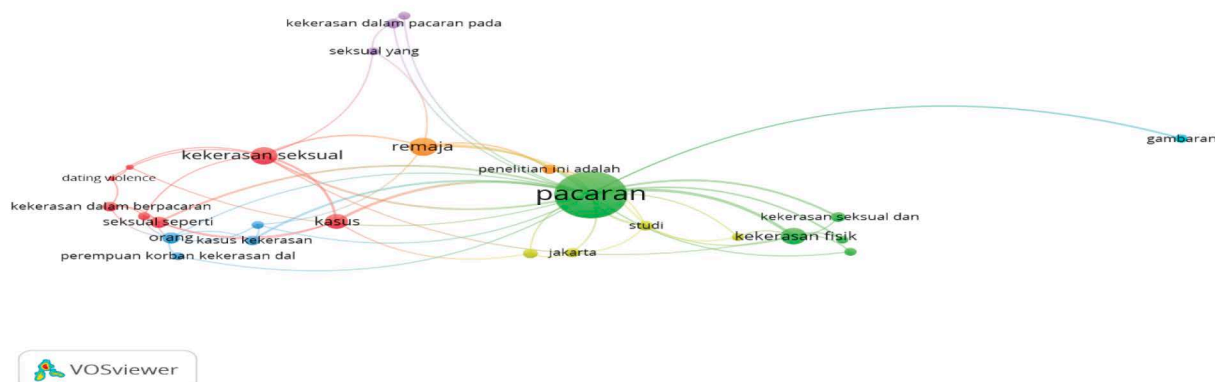 kekerasan dalam pacaran pada
seksual yang
gambaran
remaja
kekerasan seksual
penelitian ini adalah
dating violence
pacaran
kekerasan dalam berpacaran
kekerasan seksual dan
seksual seperti
kasus
studi
orang
kasus kekerasan
kekerasan fisik
perempuan korban kekerasan dal
jakarta
VOSviewer